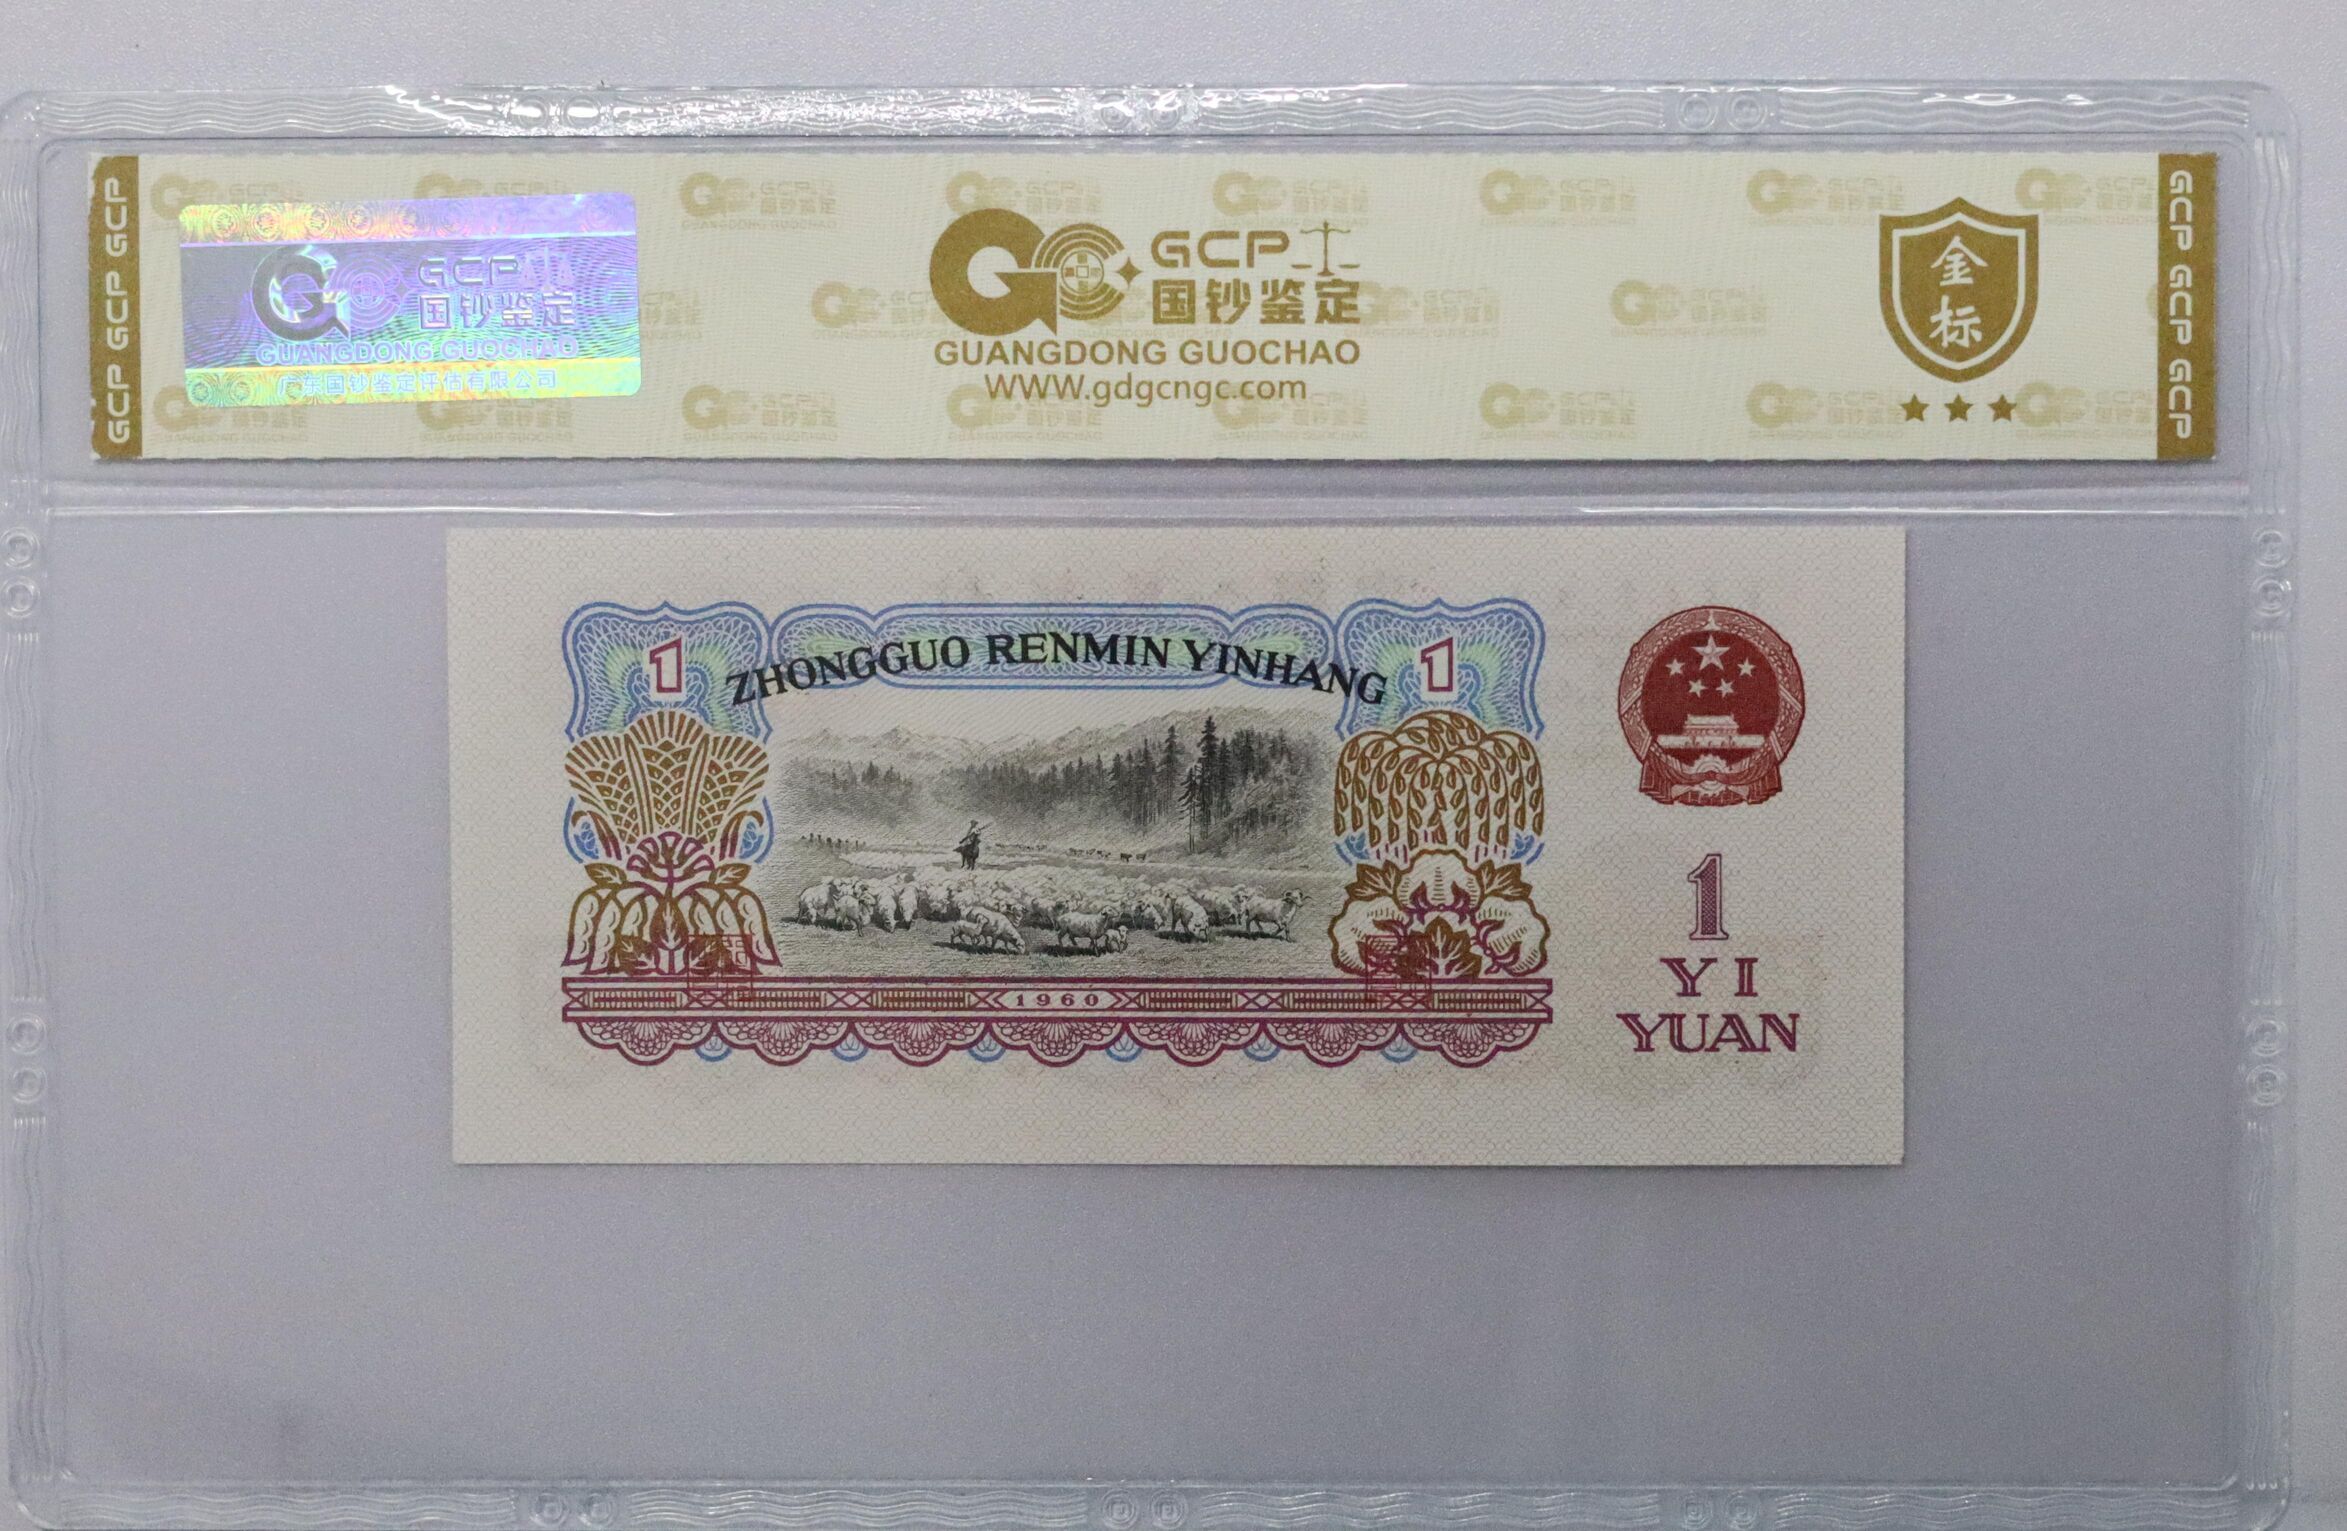 GCP GCP GCP
GCP
国钞鉴定
GUANGDONG GUOCHAO
广东国钞鉴定评估有限公司
GCP
国钞鉴定
GUANGDONG GUOCHAO
WWW.gdgcngc.com
金
标
GCP GCP GCP
ZHONGGUO RENMIN YINHANG
1
1
1960
1
YI
YUAN